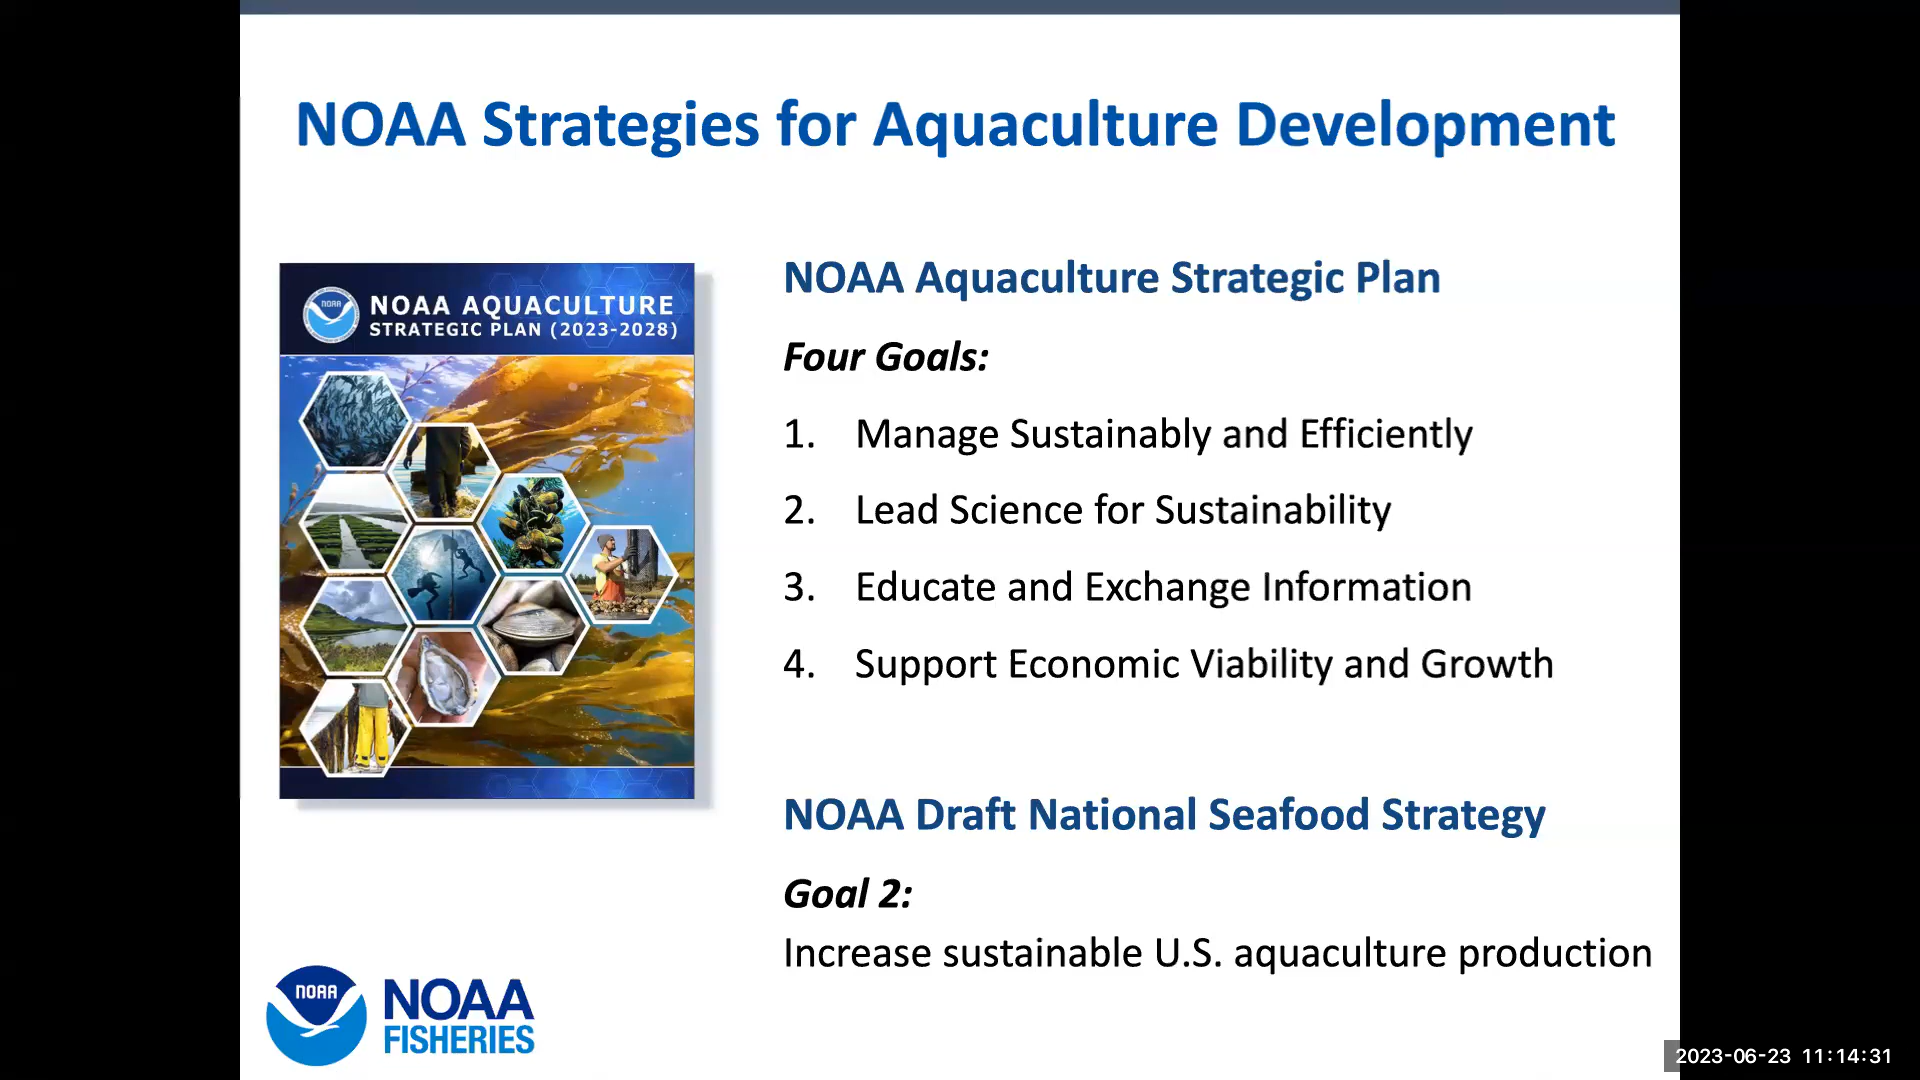 NOAA Strategies for Aquaculture Development
NOAA
NOAA AQUACULTURE
STRATEGIC PLAN (2023-2028)
NOAA Aquaculture Strategic Plan
Four Goals:
1. Manage Sustainably and Efficiently
2. Lead Science for Sustainability
3. Educate and Exchange Information
4. Support Economic Viability and Growth
NOAA Draft National Seafood Strategy
Goal 2:
Increase sustainable U.S. aquaculture production
NOAA
NOAA
FISHERIES
2023-06-23 11:14:31